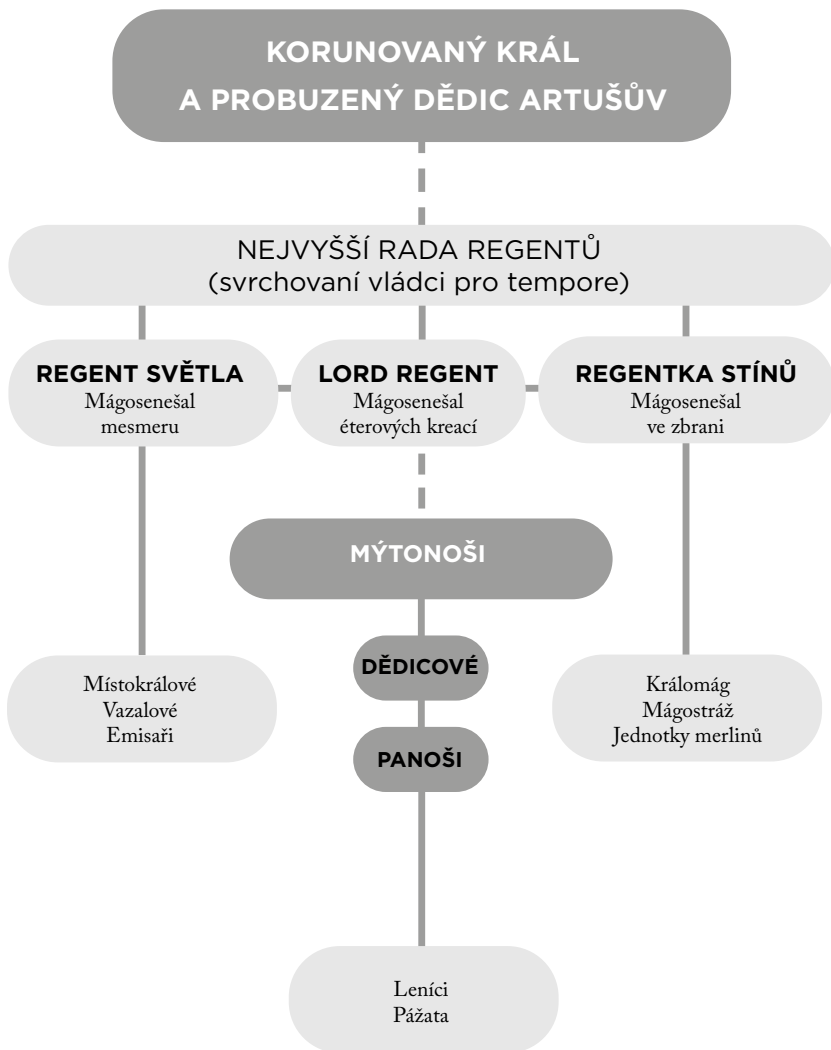 KORUNOVANÝ KRÁL
A PROBUZENÝ DĚDIC ARTUŠŮV
NEJVYŠŠÍ RADA REGENTŮ
(svrchovaní vládci pro tempore)
REGENT SVĚTLA
Mágosenešal
mesmeru
LORD REGENT
Mágosenešal
éterových kreací
REGENTKA STÍNŮ
Mágosenešal
ve zbrani
MÝTONOŠI
DĚDICOVÉ
PANOŠI
Místokrálové
Vazalové
Emisaři
Králomág
Mágostráž
Jednotky merlinů
Leníci
Pážata